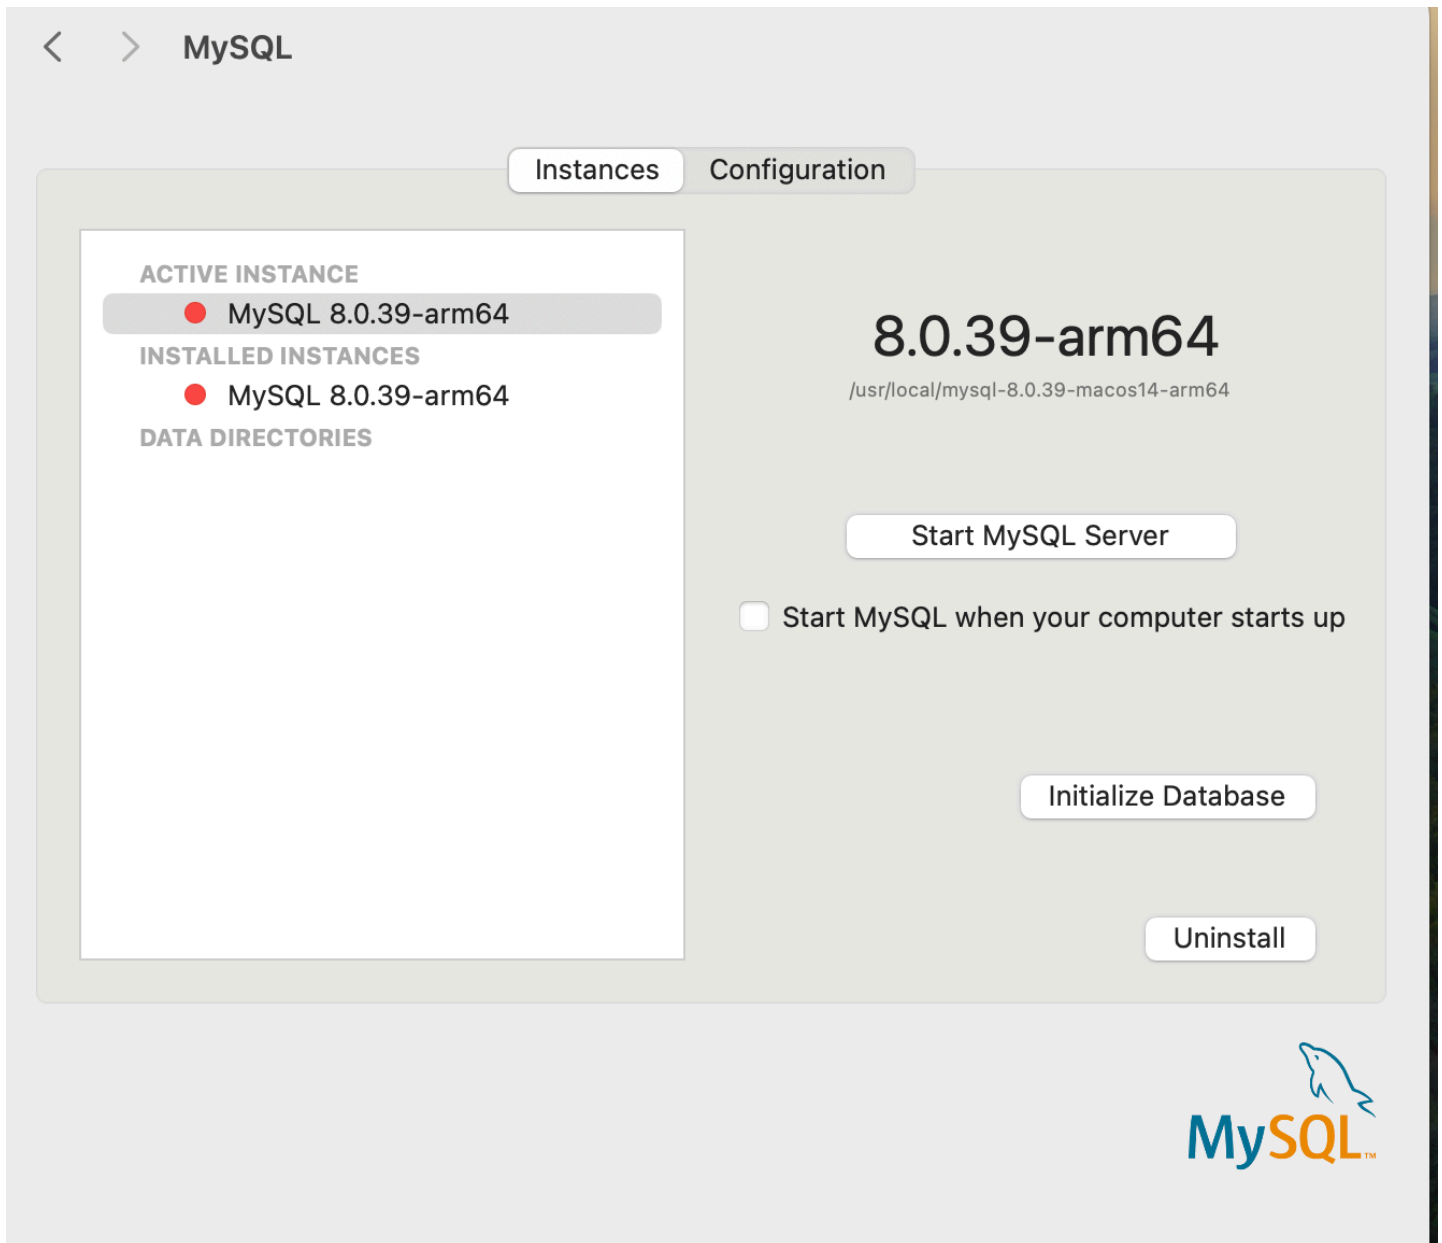 MySQL
Instances Configuration
ACTIVE INSTANCE
MySQL 8.0.39-arm64
INSTALLED INSTANCES
MySQL 8.0.39-arm64
DATA DIRECTORIES
8.0.39-arm64
/usr/local/mysql-8.0.39-macos14-arm64
Start MySQL Server
Start MySQL when your computer starts up
Initialize Database
Uninstall
MySQL™